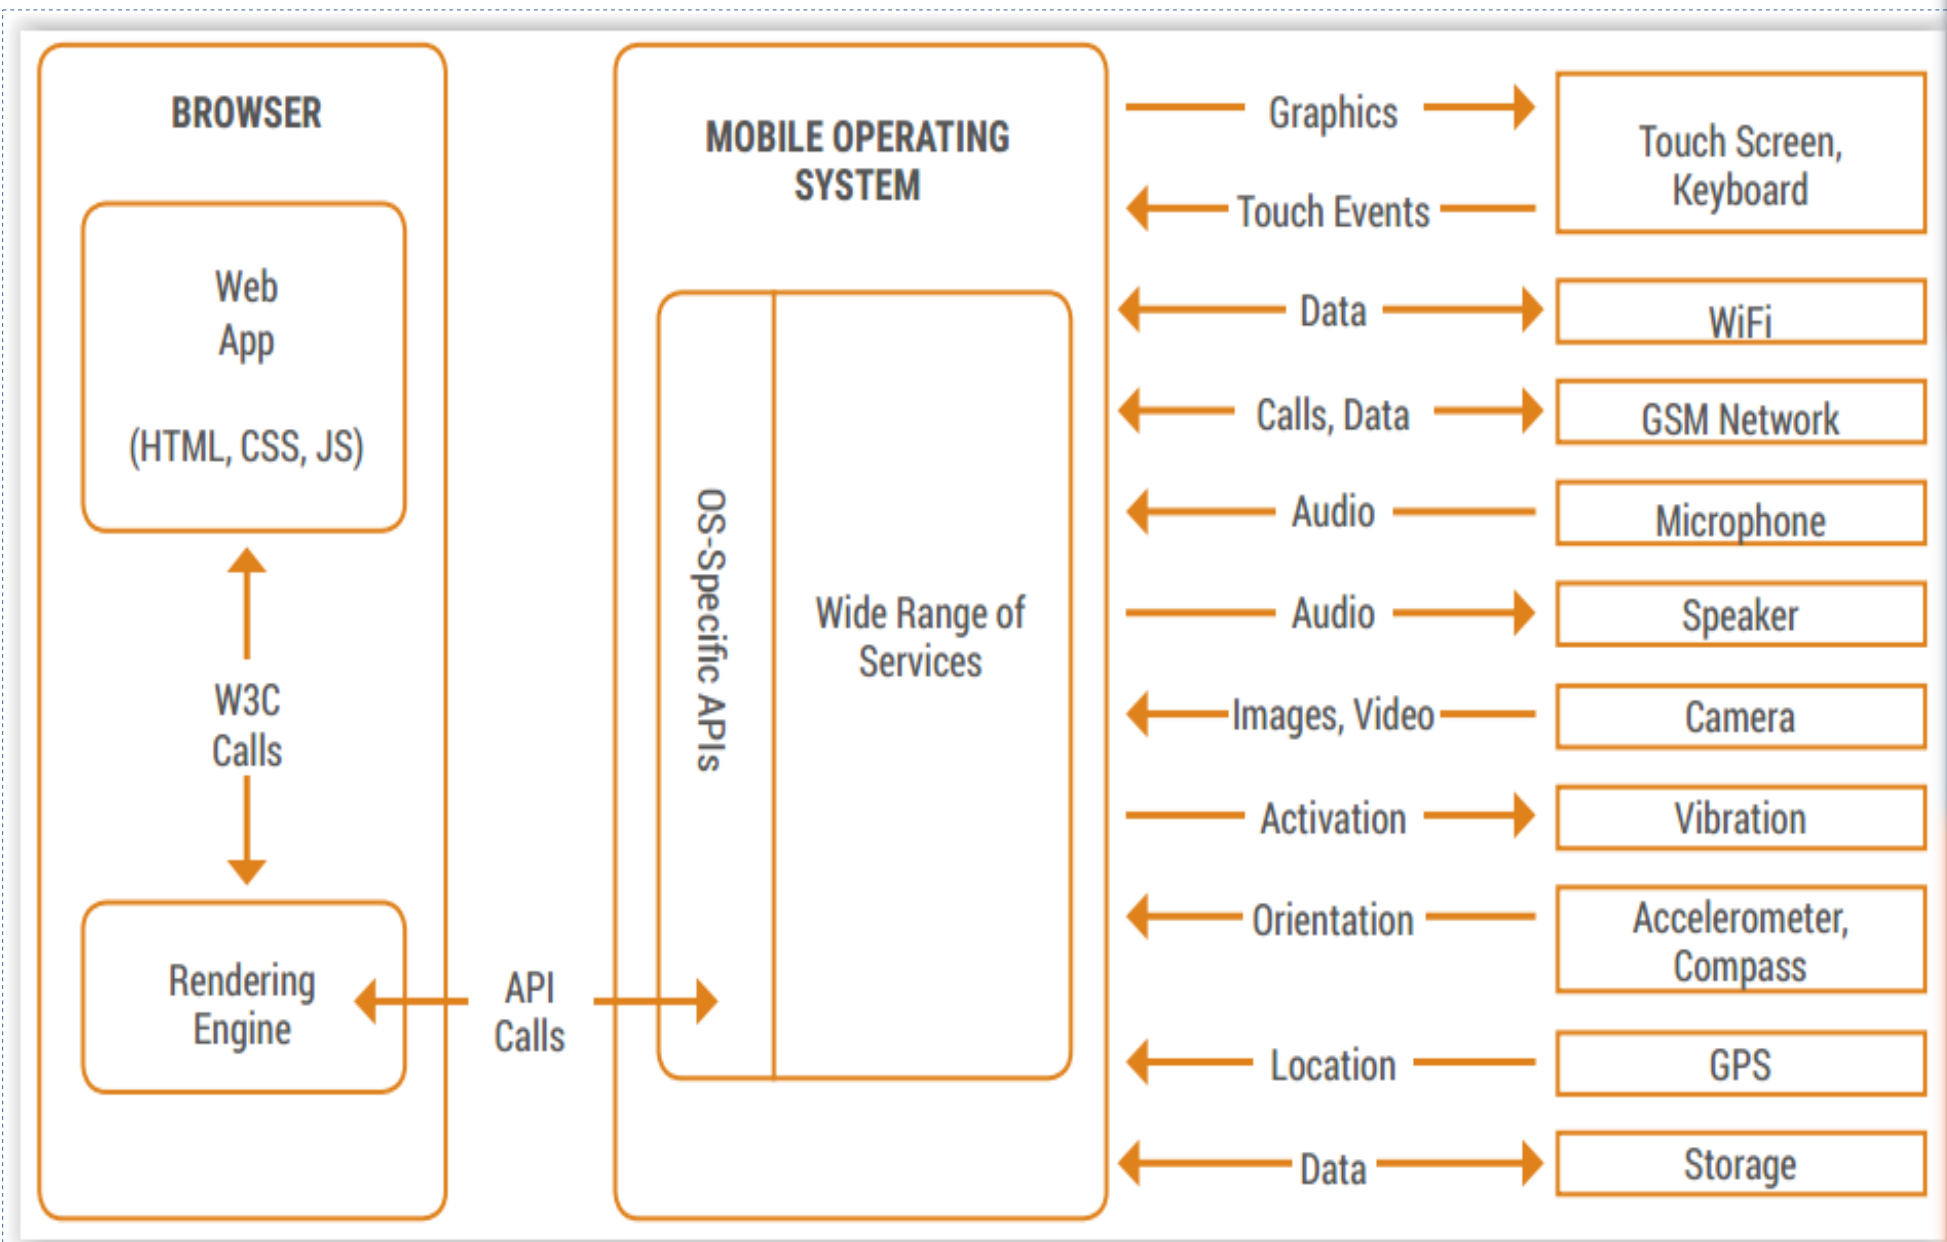 BROWSER
Web
App
(HTML, CSS, JS)
W3C
Calls
Rendering
Engine
API
Calls
MOBILE OPERATING
SYSTEM
OS-Specific APIs
Wide Range of
Services
Graphics
Touch Events
Touch Screen,
Keyboard
Data
WiFi
Calls, Data
GSM Network
Audio
Microphone
Audio
Speaker
Images, Video
Camera
Activation
Vibration
Orientation
Accelerometer,
Compass
Location
GPS
Data
Storage